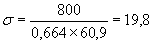 σ = 800 / 0,664×60,9 = 19,8